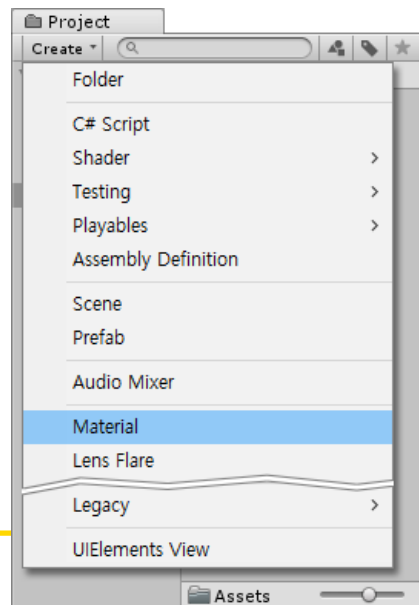 Project
Create
Folder
C# Script
Shader
Testing
Playables
Assembly Definition
Scene
Prefab
Audio Mixer
Material
Lens Flare
Legacy
UIElements View
Assets